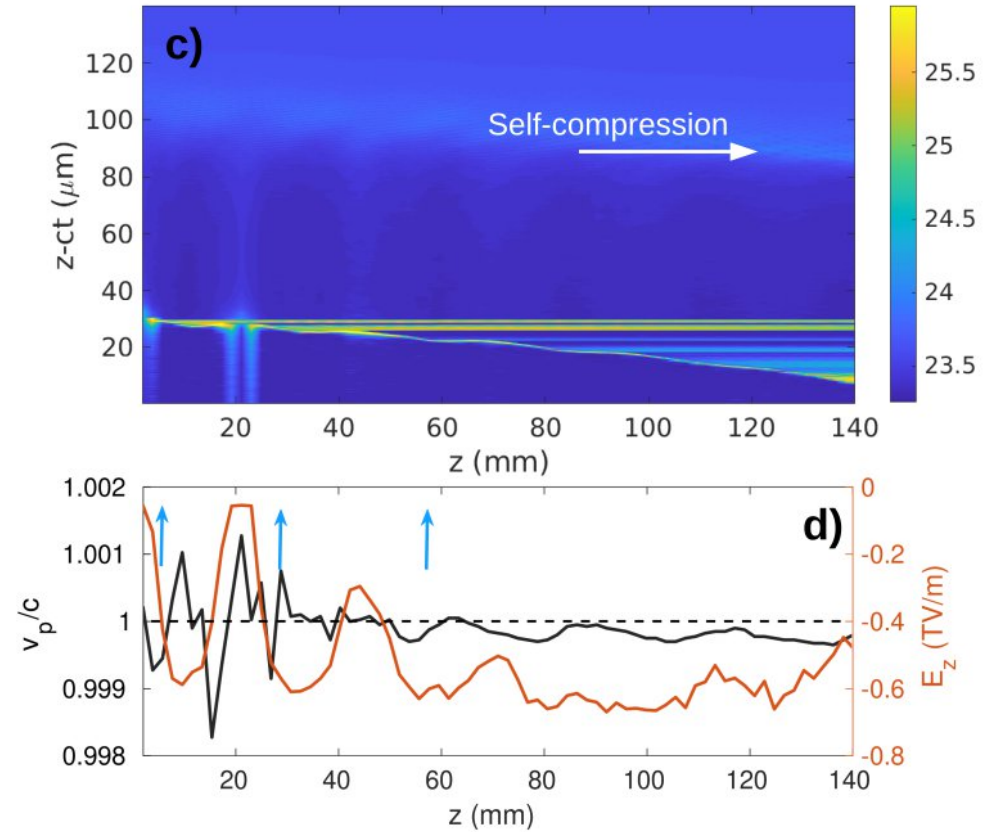 c)
Self-compression
z-ct (μm)
120
100
80
60
40
20
20 40 60 80 100 120 140
z (mm)
25.5
25
24.5
24
23.5
d)
v_p/c
1.002
1.001
1
0.999
0.998
0
-0.2
-0.4
-0.6
-0.8
E_z (TV/m)
20 40 60 80 100 120 140
z (mm)